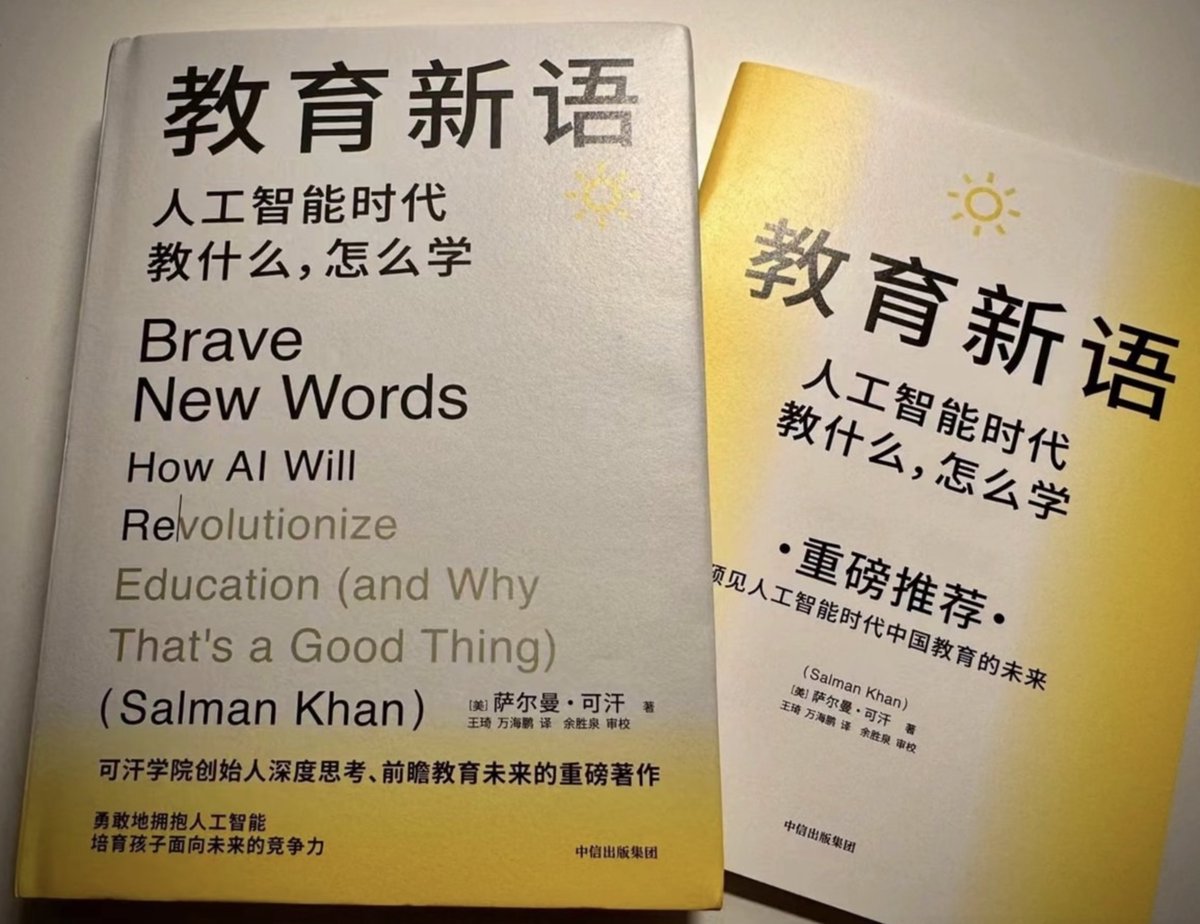 教育新语
人工智能时代
教什么，怎么学
Brave
New Words
How AI Will
Revolutionize
Education (and Why
That's a Good Thing)
(Salman Khan)
[美] 萨尔曼·可汗 著
王琦 万海鹏 译 余胜泉 审校
可汗学院创始人深度思考、前瞻教育未来的重磅著作
勇敢地拥抱人工智能
培育孩子面向未来的竞争力
中信出版集团
教育新语
人工智能时代
教什么，怎么学
·重磅推荐·
预见人工智能时代中国教育的未来
(Salman Khan)
[美] 萨尔曼·可汗 著
王琦 万海鹏 译 余胜泉 审校
中信出版集团